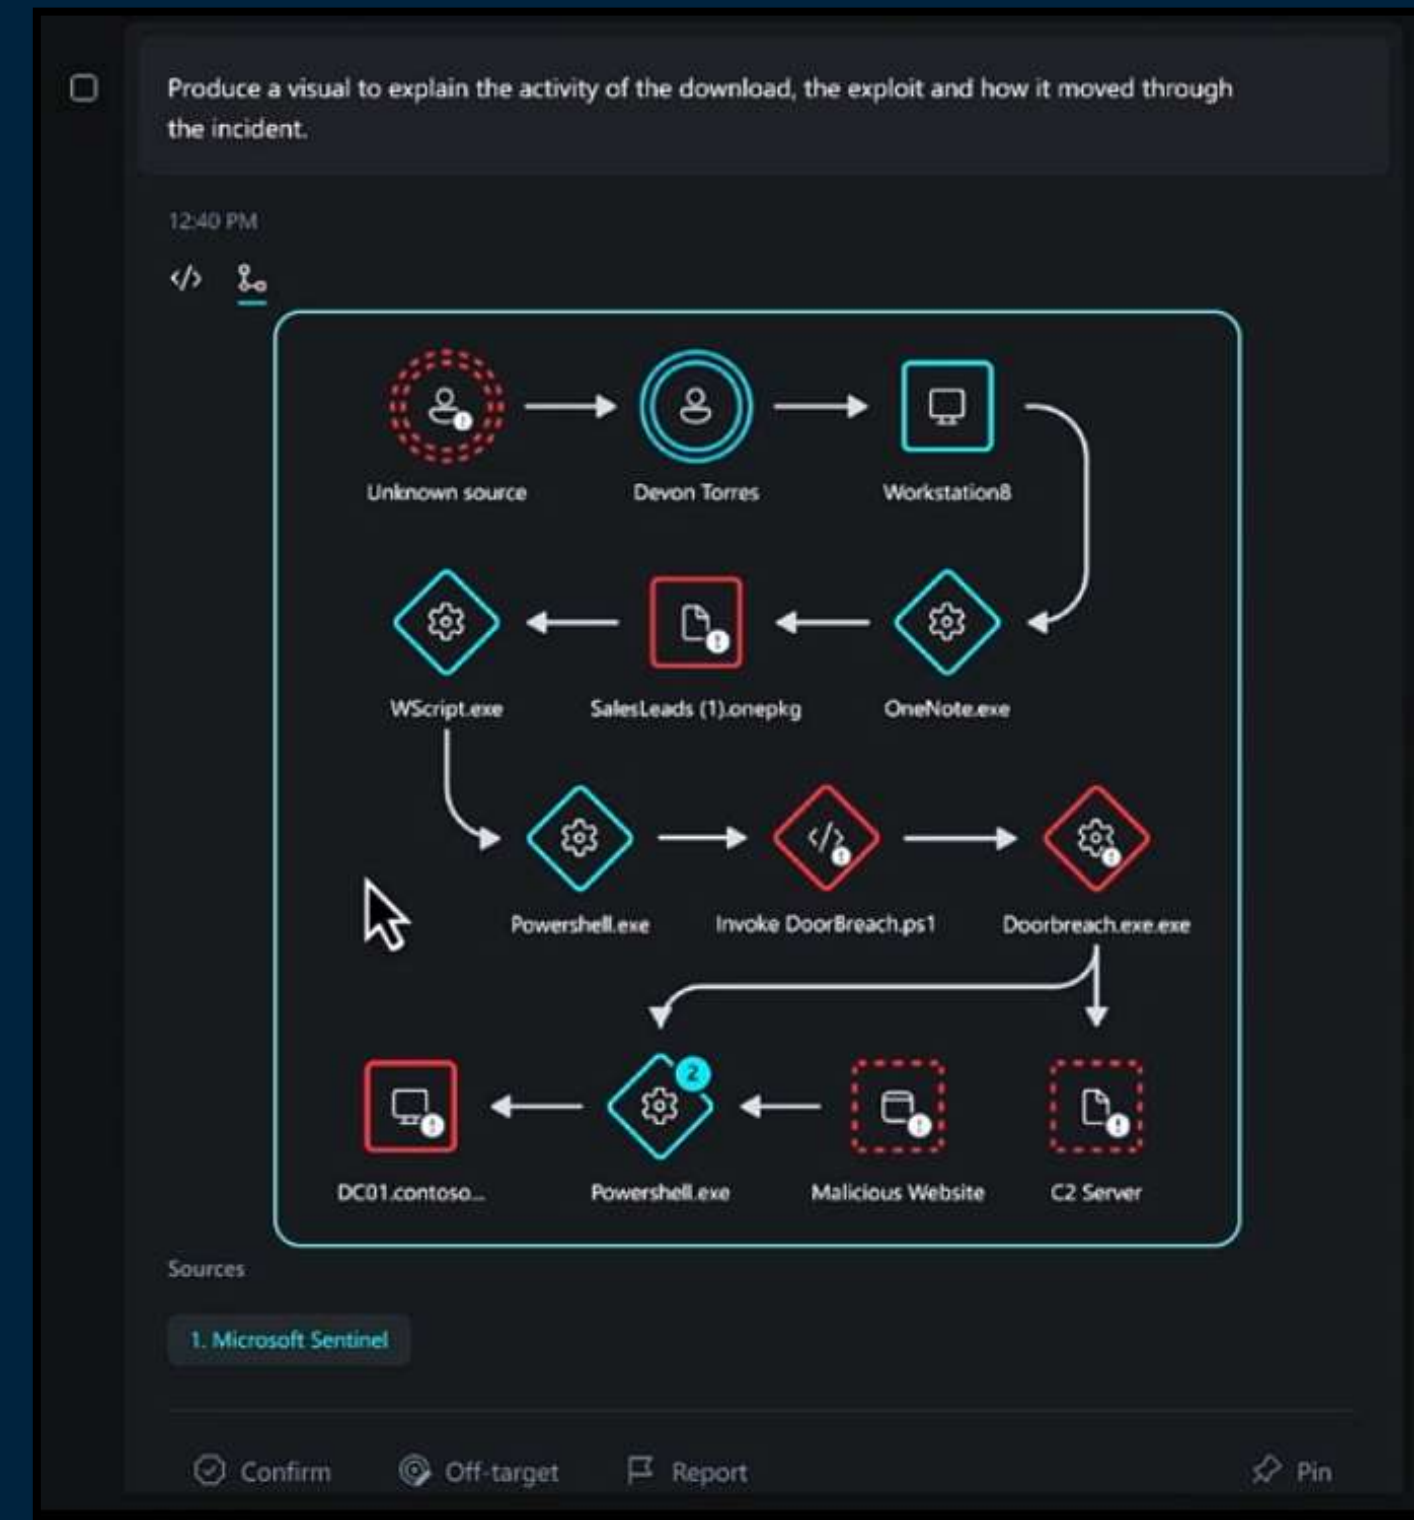 Produce a visual to explain the activity of the download, the exploit and how it moved through
the incident.
12:40 PM
</>
Unknown source
Devon Torres
Workstation8
WScript.exe
SalesLeads (1).onepkg
OneNote.exe
</>
Powershell.exe
Invoke DoorBreach.ps1
Doorbreach.exe.exe
2
DC01.contoso...
Powershell.exe
Malicious Website
C2 Server
Sources
1. Microsoft Sentinel
Confirm
Off-target
Report
Pin